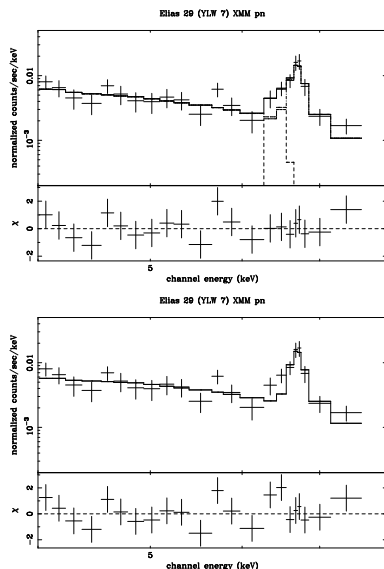 Elias 29 (YLW 7) XMM pn
normalized counts/sec/keV
0.01
10⁻³
χ
2
0
−2
5
channel energy (keV)
Elias 29 (YLW 7) XMM pn
normalized counts/sec/keV
0.01
10⁻³
χ
2
0
−2
5
channel energy (keV)